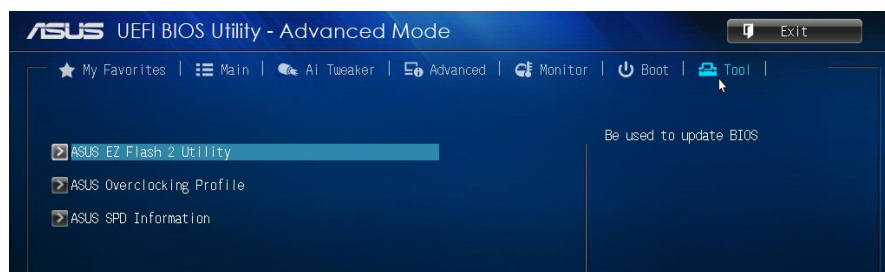 ASUS UEFI BIOS Utility - Advanced Mode
Exit
My Favorites | Main | Ai Tweaker | Advanced | Monitor | Boot | Tool |
Be used to update BIOS
ASUS EZ Flash 2 Utility
ASUS Overclocking Profile
ASUS SPD Information